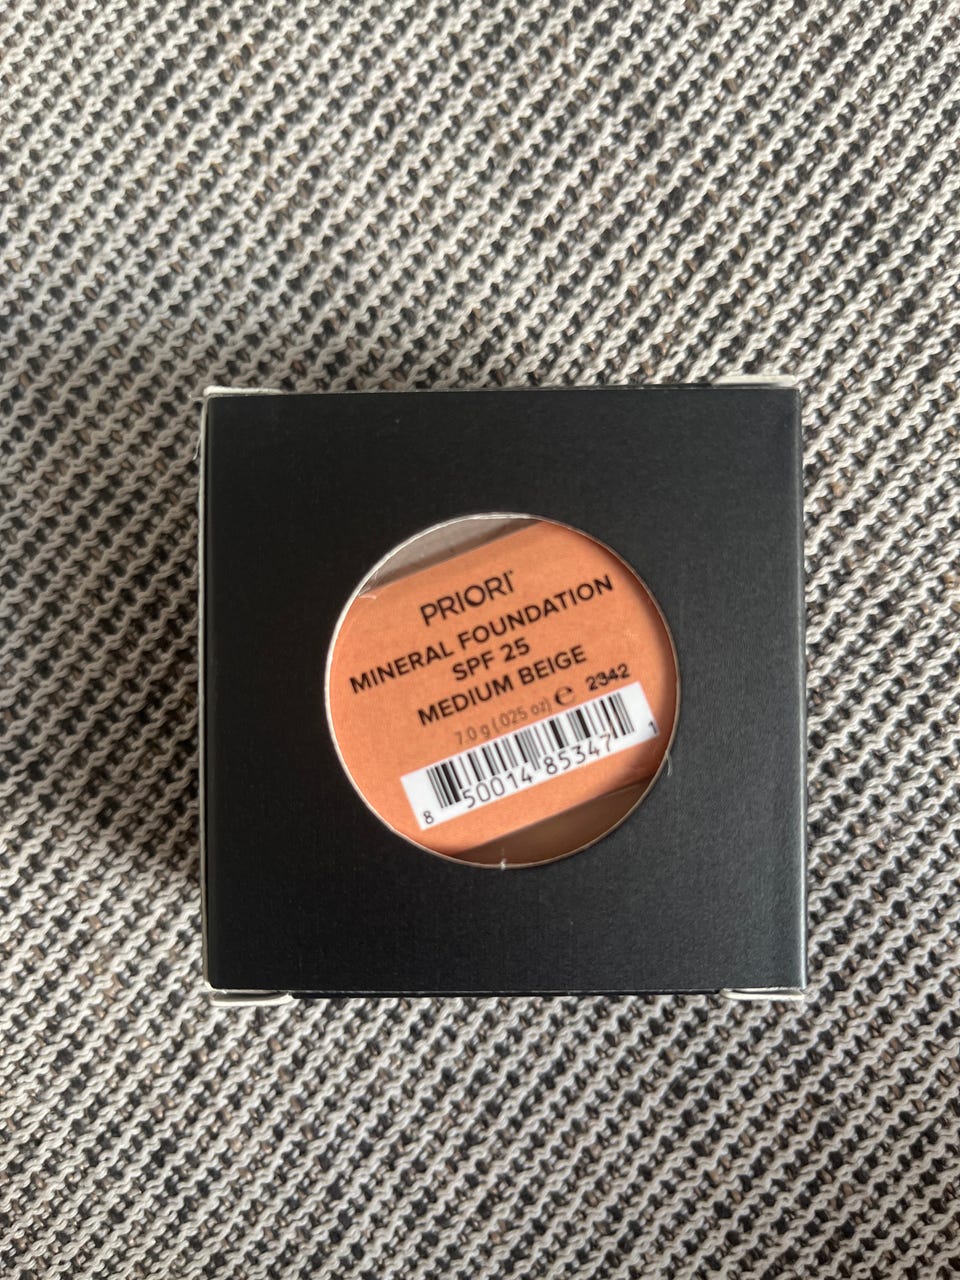 PRIORI®
MINERAL FOUNDATION
SPF 25
MEDIUM BEIGE
7.0 g (.025 oz) ℮ 2342
8 50014 85347 1